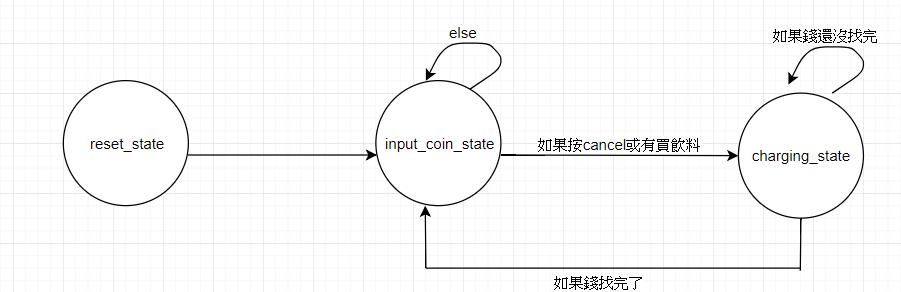 else
如果錢還沒找完
reset_state
input_coin_state
如果按cancel或有買飲料
charging_state
如果錢找完了